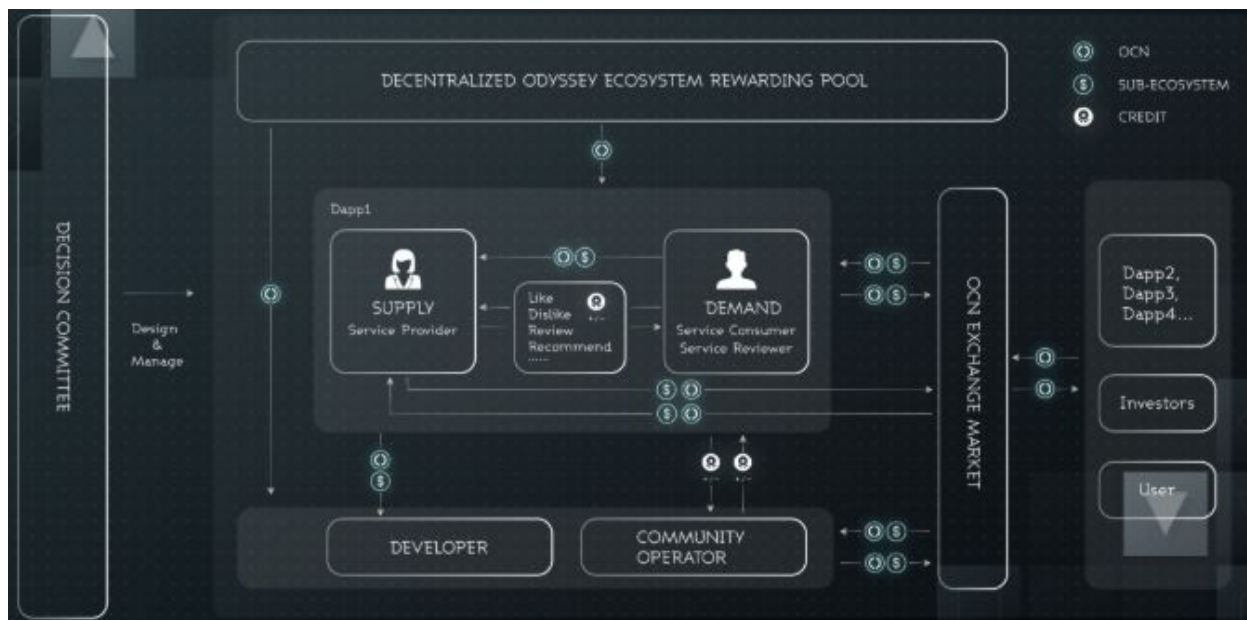 DECENTRALIZED ODYSSEY ECOSYSTEM REWARDING POOL
OCN
SUB-ECOSYSTEM
CREDIT
DECISION COMMITTEE
Design
&
Manage
Dapp1
SUPPLY
Service Provider
Like
Dislike
Review
Recommend
......
+/-
DEMAND
Service Consumer
Service Reviewer
OCN EXCHANGE MARKET
Dapp2,
Dapp3,
Dapp4...
Investors
User
+/-
+/-
DEVELOPER
COMMUNITY
OPERATOR